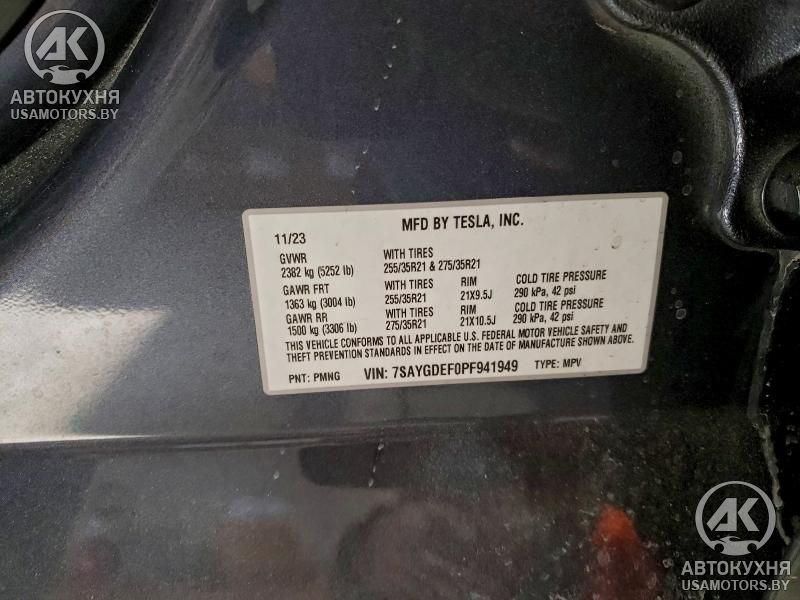 AK
АВТОКУХНЯ
USAMOTORS.BY
MFD BY TESLA, INC.
11/23
GVWR WITH TIRES
2382 kg (5252 lb) 255/35R21 & 275/35R21
GAWR FRT WITH TIRES RIM COLD TIRE PRESSURE
1363 kg (3004 lb) 255/35R21 21X9.5J 290 kPa, 42 psi
GAWR RR WITH TIRES RIM COLD TIRE PRESSURE
1500 kg (3306 lb) 275/35R21 21X10.5J 290 kPa, 42 psi
THIS VEHICLE CONFORMS TO ALL APPLICABLE U.S. FEDERAL MOTOR VEHICLE SAFETY AND
THEFT PREVENTION STANDARDS IN EFFECT ON THE DATE OF MANUFACTURE SHOWN ABOVE.
PNT: PMNG VIN: 7SAYGDEF0PF941949 TYPE: MPV
AK
АВТОКУХНЯ
USAMOTORS.BY